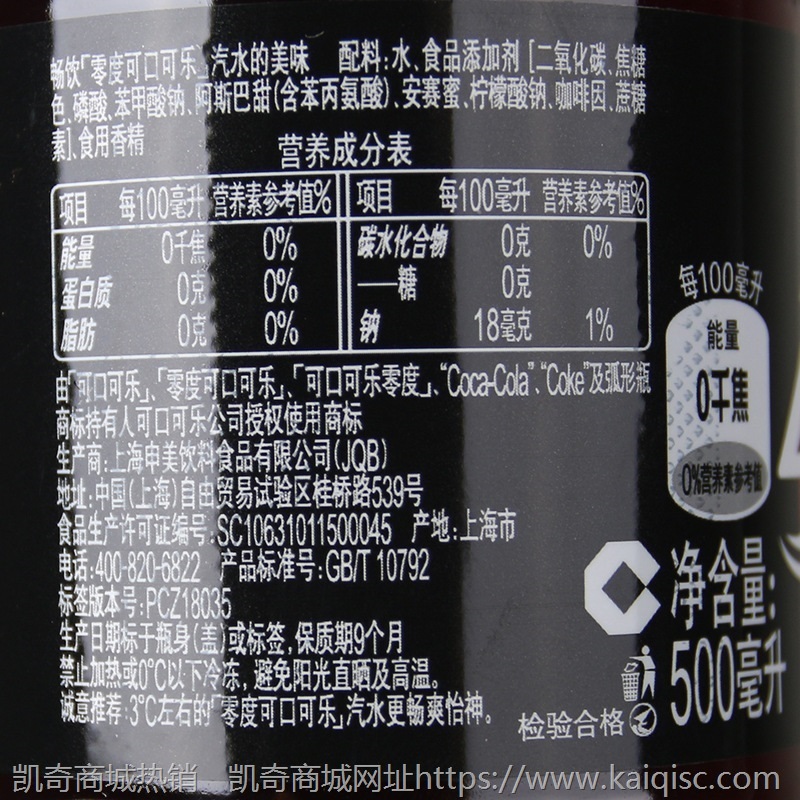 畅饮「零度可口可乐」汽水的美味 配料:水、食品添加剂 [二氧化碳、焦糖
色、磷酸、苯甲酸钠、阿斯巴甜(含苯丙氨酸)、安赛蜜、柠檬酸钠、咖啡因、蔗糖
素]、食用香精
营养成分表
项目 每100毫升 营养素参考值% 项目 每100毫升 营养素参考值%
能量 0千焦 0% 碳水化合物 0克 0%
蛋白质 0克 0% ——糖 0克
脂肪 0克 0% 钠 18毫克 1%
每100毫升
能量
0千焦
0%营养素参考值
由「可口可乐」、「零度可口可乐」、「可口可乐零度」、“Coca-Cola”、“Coke”及弧形瓶
商标持有人可口可乐公司授权使用商标
生产商:上海申美饮料食品有限公司(JQB)
地址:中国(上海)自由贸易试验区桂桥路539号
食品生产许可证编号:SC10631011500045 产地:上海市
电话:400-820-6822 产品标准号:GB/T 10792
标签版本号:PCZ18035
生产日期标于瓶身(盖)或标签,保质期9个月
禁止加热或0°C以下冷冻, 避免阳光直晒及高温。
诚意推荐:3°C左右的「零度可口可乐」汽水更畅爽怡神。
净含量:
500毫升
检验合格
凯奇商城热销 凯奇商城网址https://www.kaiqisc.com